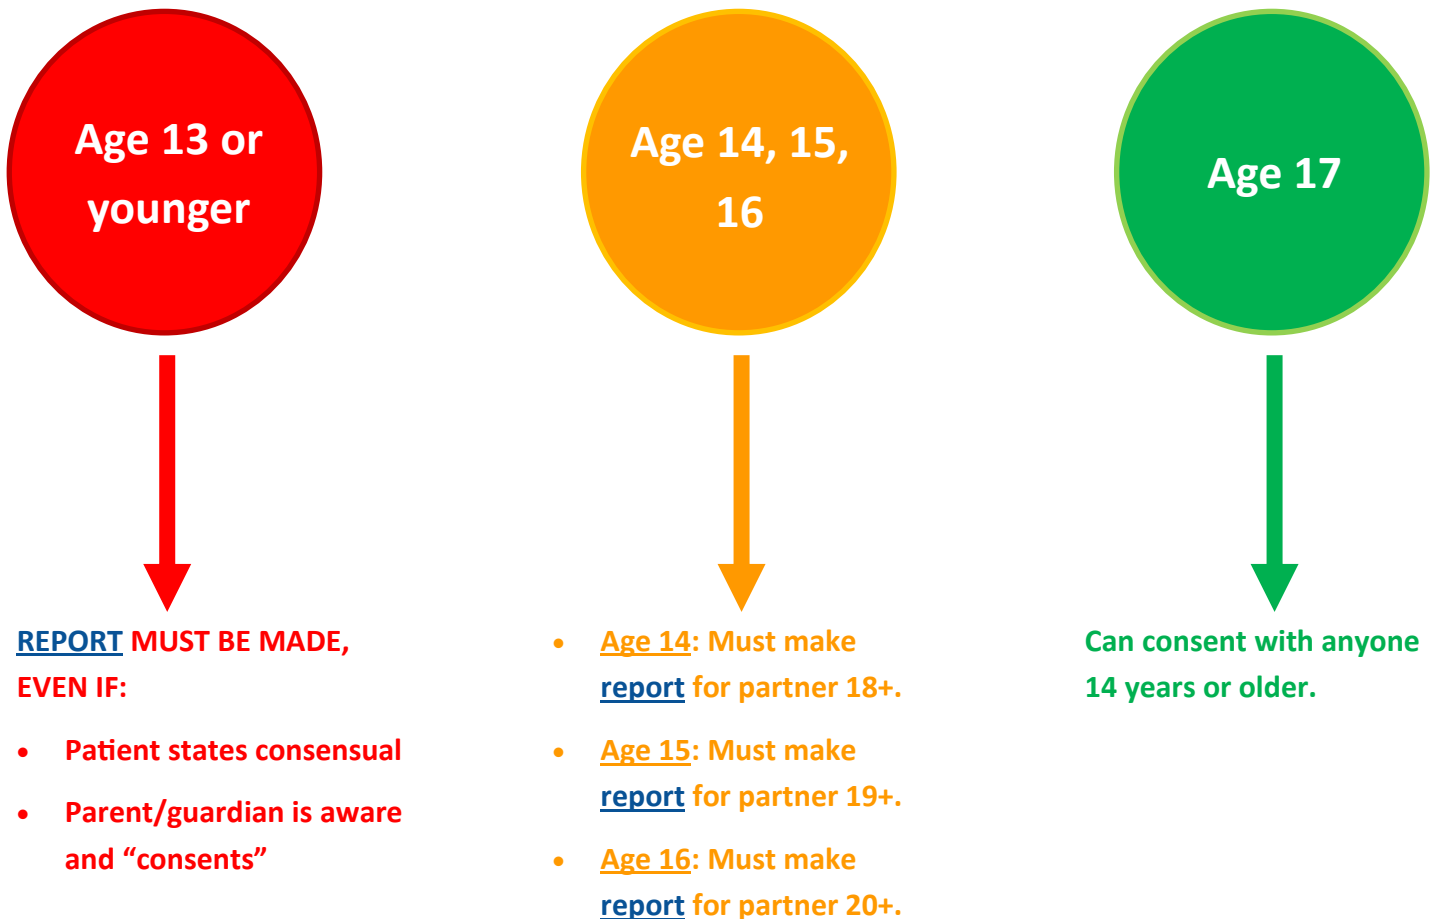 Age 13 or
younger
Age 14, 15,
16
Age 17
REPORT MUST BE MADE,
EVEN IF:
• Patient states consensual
• Parent/guardian is aware
and “consents”
• Age 14: Must make
report for partner 18+.
• Age 15: Must make
report for partner 19+.
• Age 16: Must make
report for partner 20+.
Can consent with anyone
14 years or older.